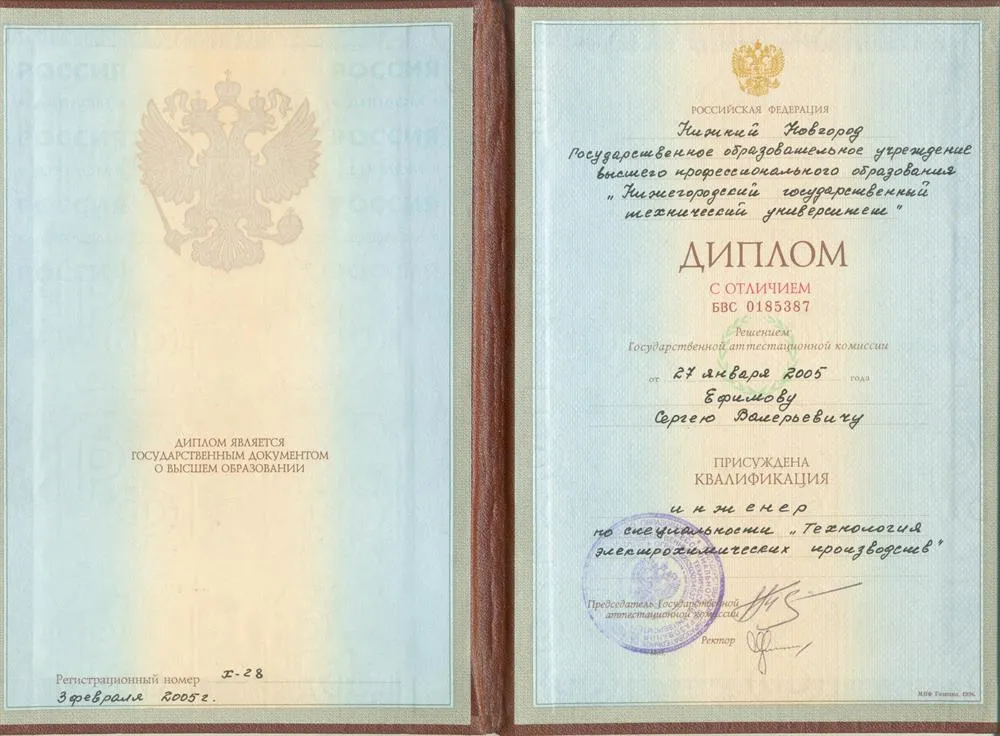 ДИПЛОМ ЯВЛЯЕТСЯ
ГОСУДАРСТВЕННЫМ ДОКУМЕНТОМ
О ВЫСШЕМ ОБРАЗОВАНИИ
Регистрационный номер х-28
3 февраля 2005г.
РОССИЙСКАЯ ФЕДЕРАЦИЯ
Нижний Новгород
Государственное образовательное учреждение
высшего профессионального образования
„Нижегородский государственный
технический университет"
ДИПЛОМ
С ОТЛИЧИЕМ
БВС 0185387
Решением
Государственной аттестационной комиссии
от 27 января 2005 года
Ефимову
Сергею Валерьевичу
ПРИСУЖДЕНА
КВАЛИФИКАЦИЯ
инженер
по специальности „Технология
электрохимических производств"
Председатель Государственной
аттестационной комиссии
Ректор